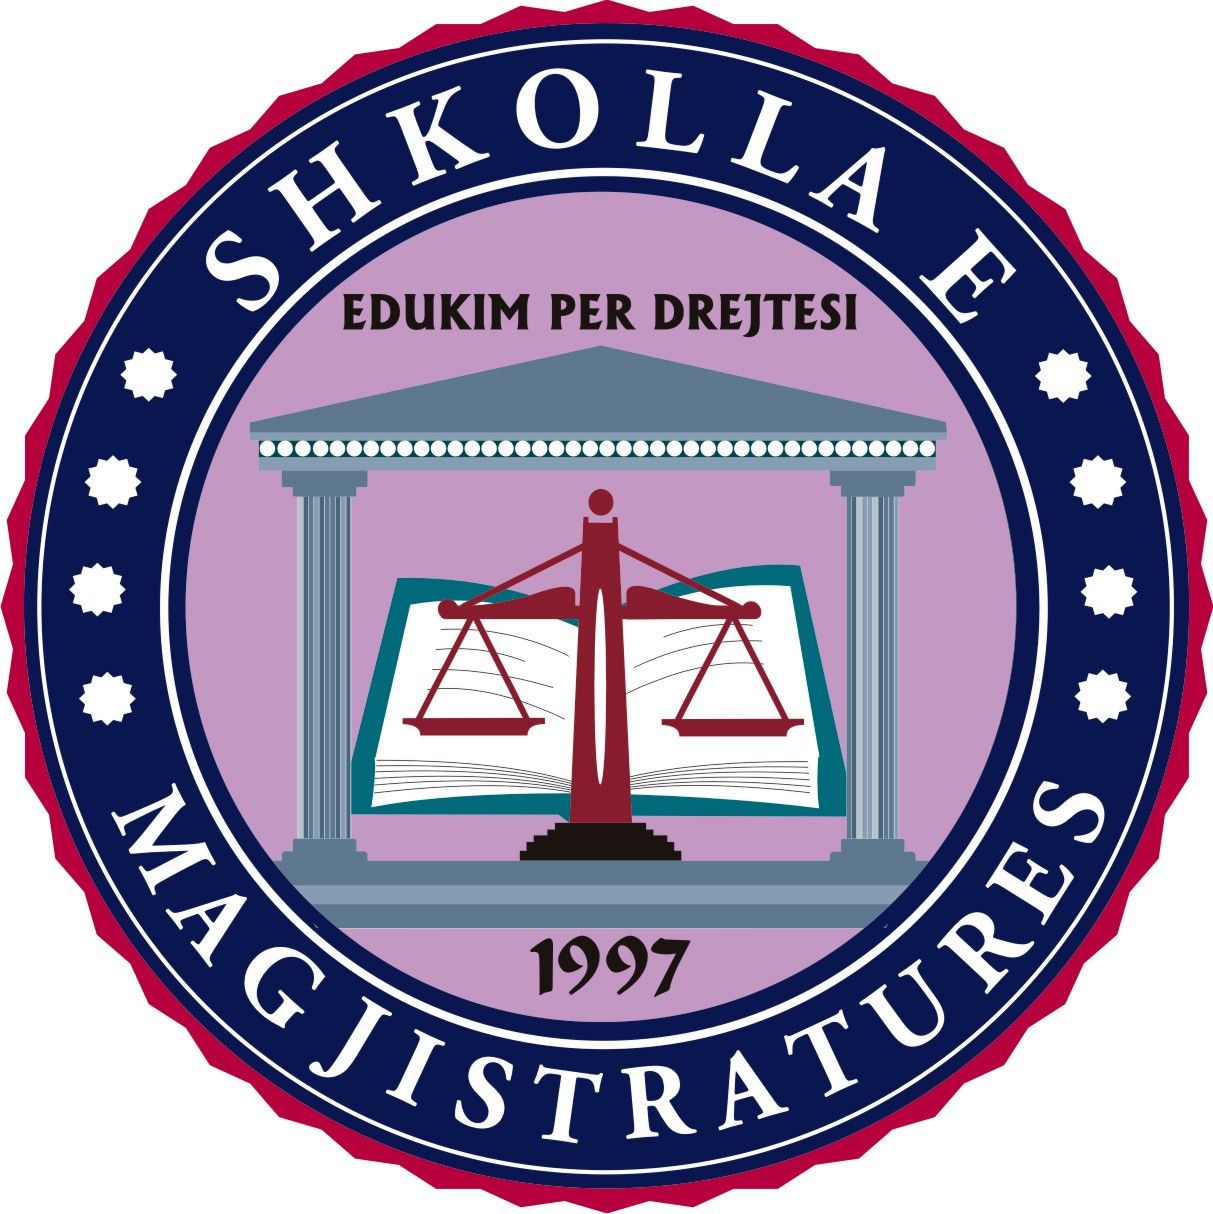 SHKOLLA E
EDUKIM PER DREJTESI
1997
MAGJISTRATURES